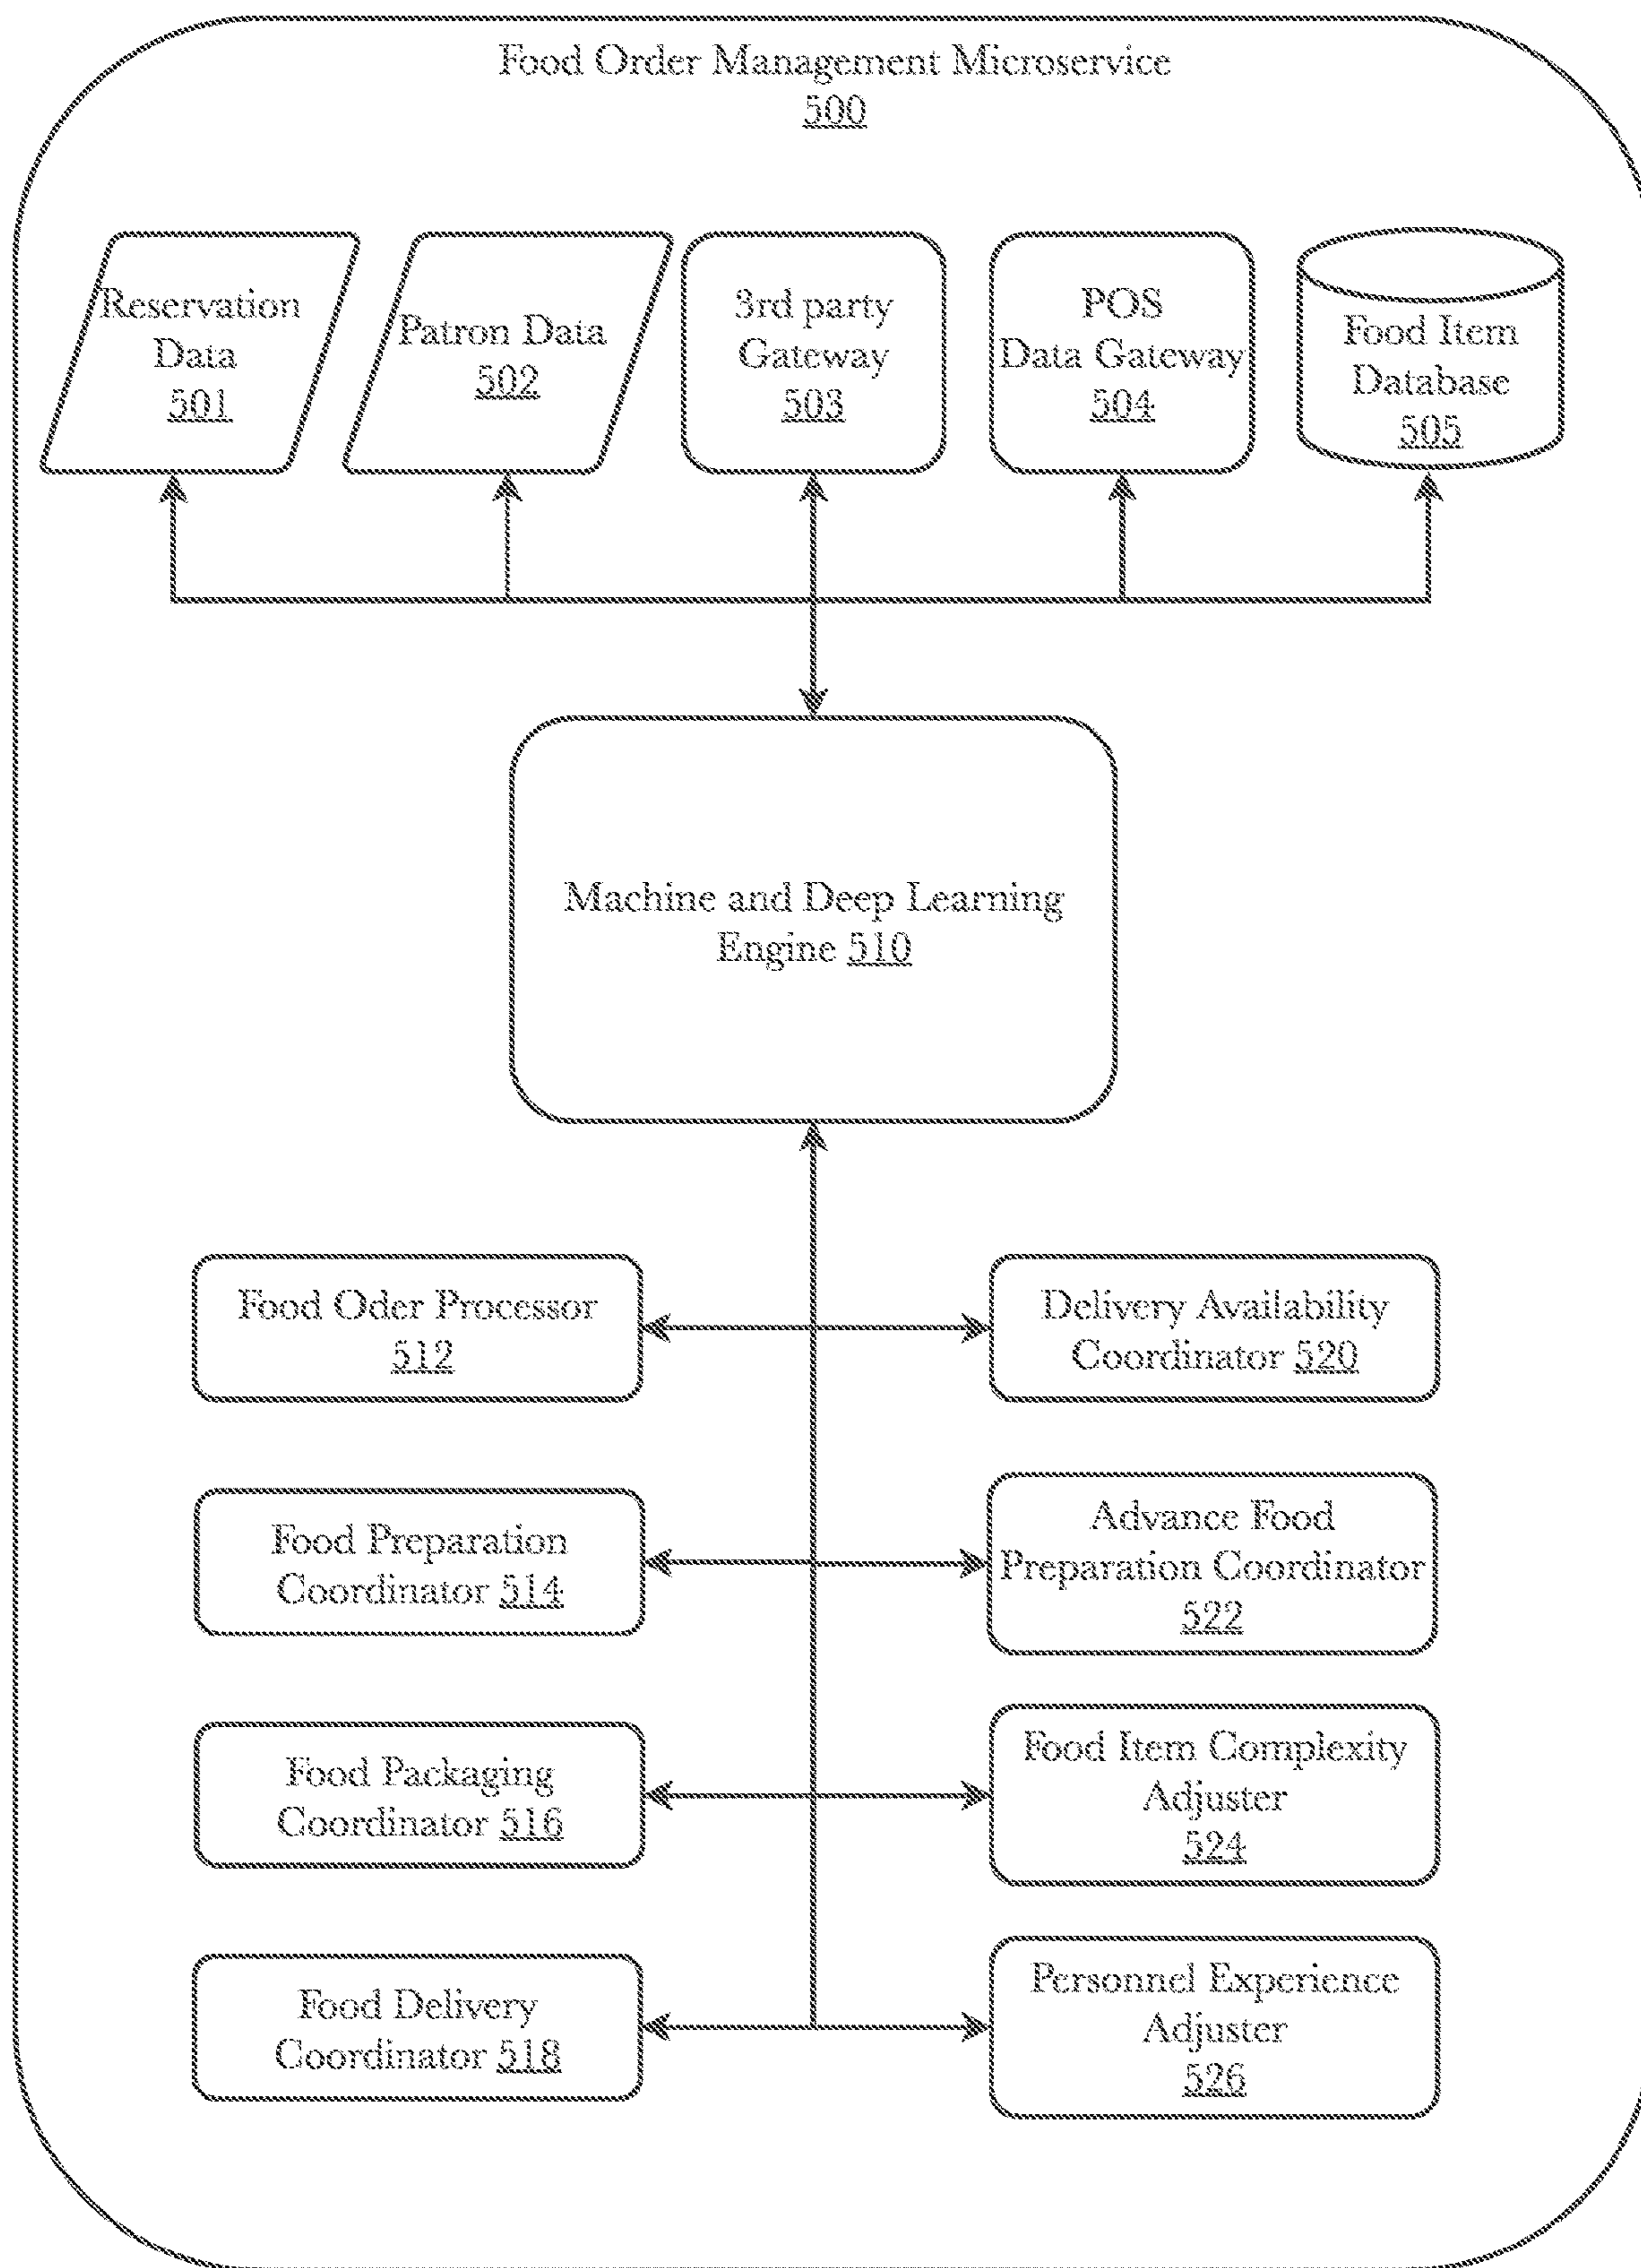 Food Order Management Microservice
500
Reservation
Data
501
Patron Data
502
3rd party
Gateway
503
POS
Data Gateway
504
Food Item
Database
505
Machine and Deep Learning
Engine 510
Food Oder Processor
512
Delivery Availability
Coordinator 520
Food Preparation
Coordinator 514
Advance Food
Preparation Coordinator
522
Food Packaging
Coordinator 516
Food Item Complexity
Adjuster
524
Food Delivery
Coordinator 518
Personnel Experience
Adjuster
526